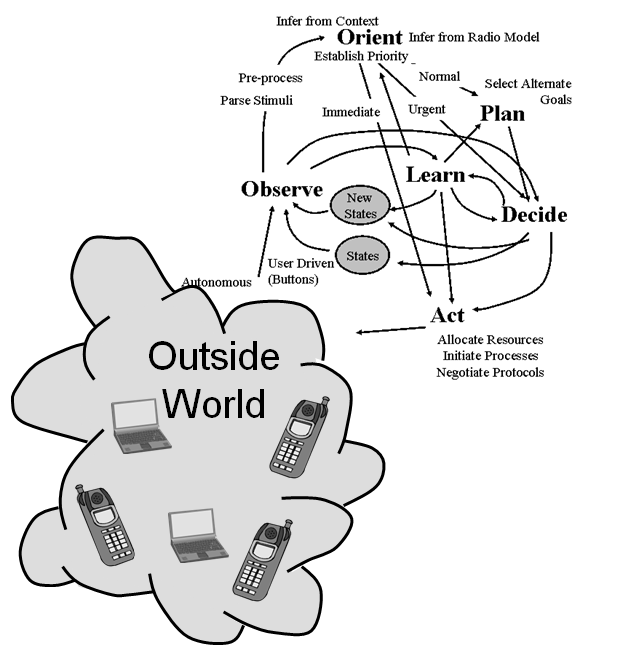 Infer from Context
Orient
Infer from Radio Model
Establish Priority
Pre-process
Normal
Select Alternate
Goals
Parse Stimuli
Immediate
Urgent
Plan
Learn
Observe
New
States
Decide
States
User Driven
(Buttons)
Autonomous
Act
Allocate Resources
Initiate Processes
Negotiate Protocols
Outside
World